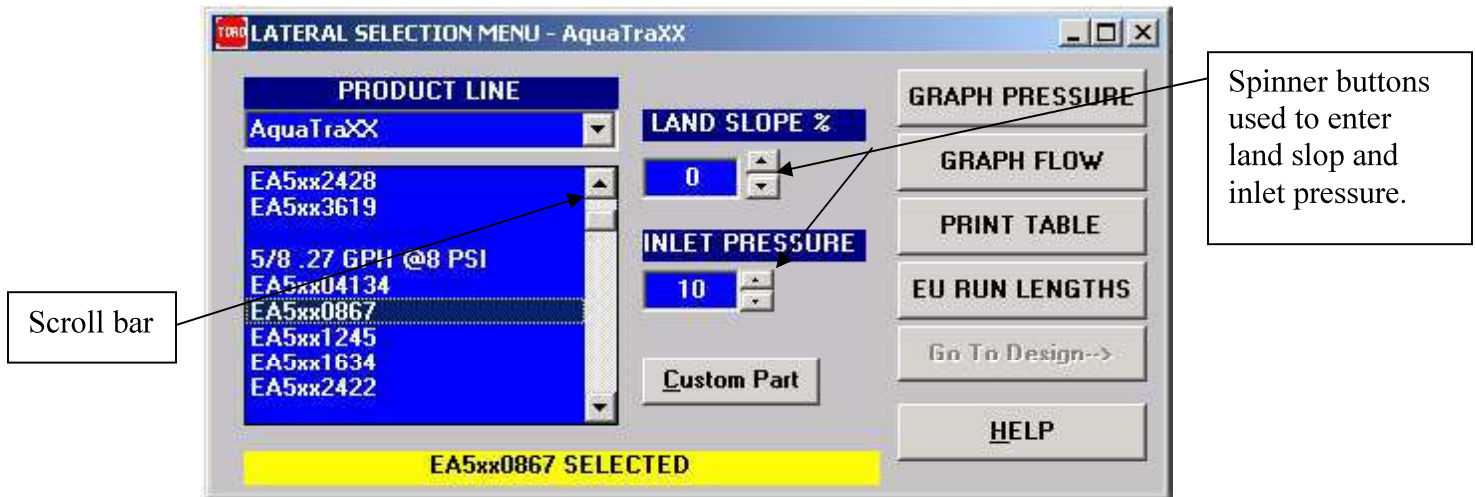 TORO LATERAL SELECTION MENU - AquaTraXX
PRODUCT LINE
AquaTraXX
EA5xx2428
EA5xx3619
5/8 .27 GPH @8 PSI
EA5xx04134
EA5xx0867
EA5xx1245
EA5xx1634
EA5xx2422
LAND SLOPE %
0
INLET PRESSURE
10
Custom Part
GRAPH PRESSURE
GRAPH FLOW
PRINT TABLE
EU RUN LENGTHS
Go To Design-->
HELP
EA5xx0867 SELECTED
Scroll bar
Spinner buttons
used to enter
land slop and
inlet pressure.